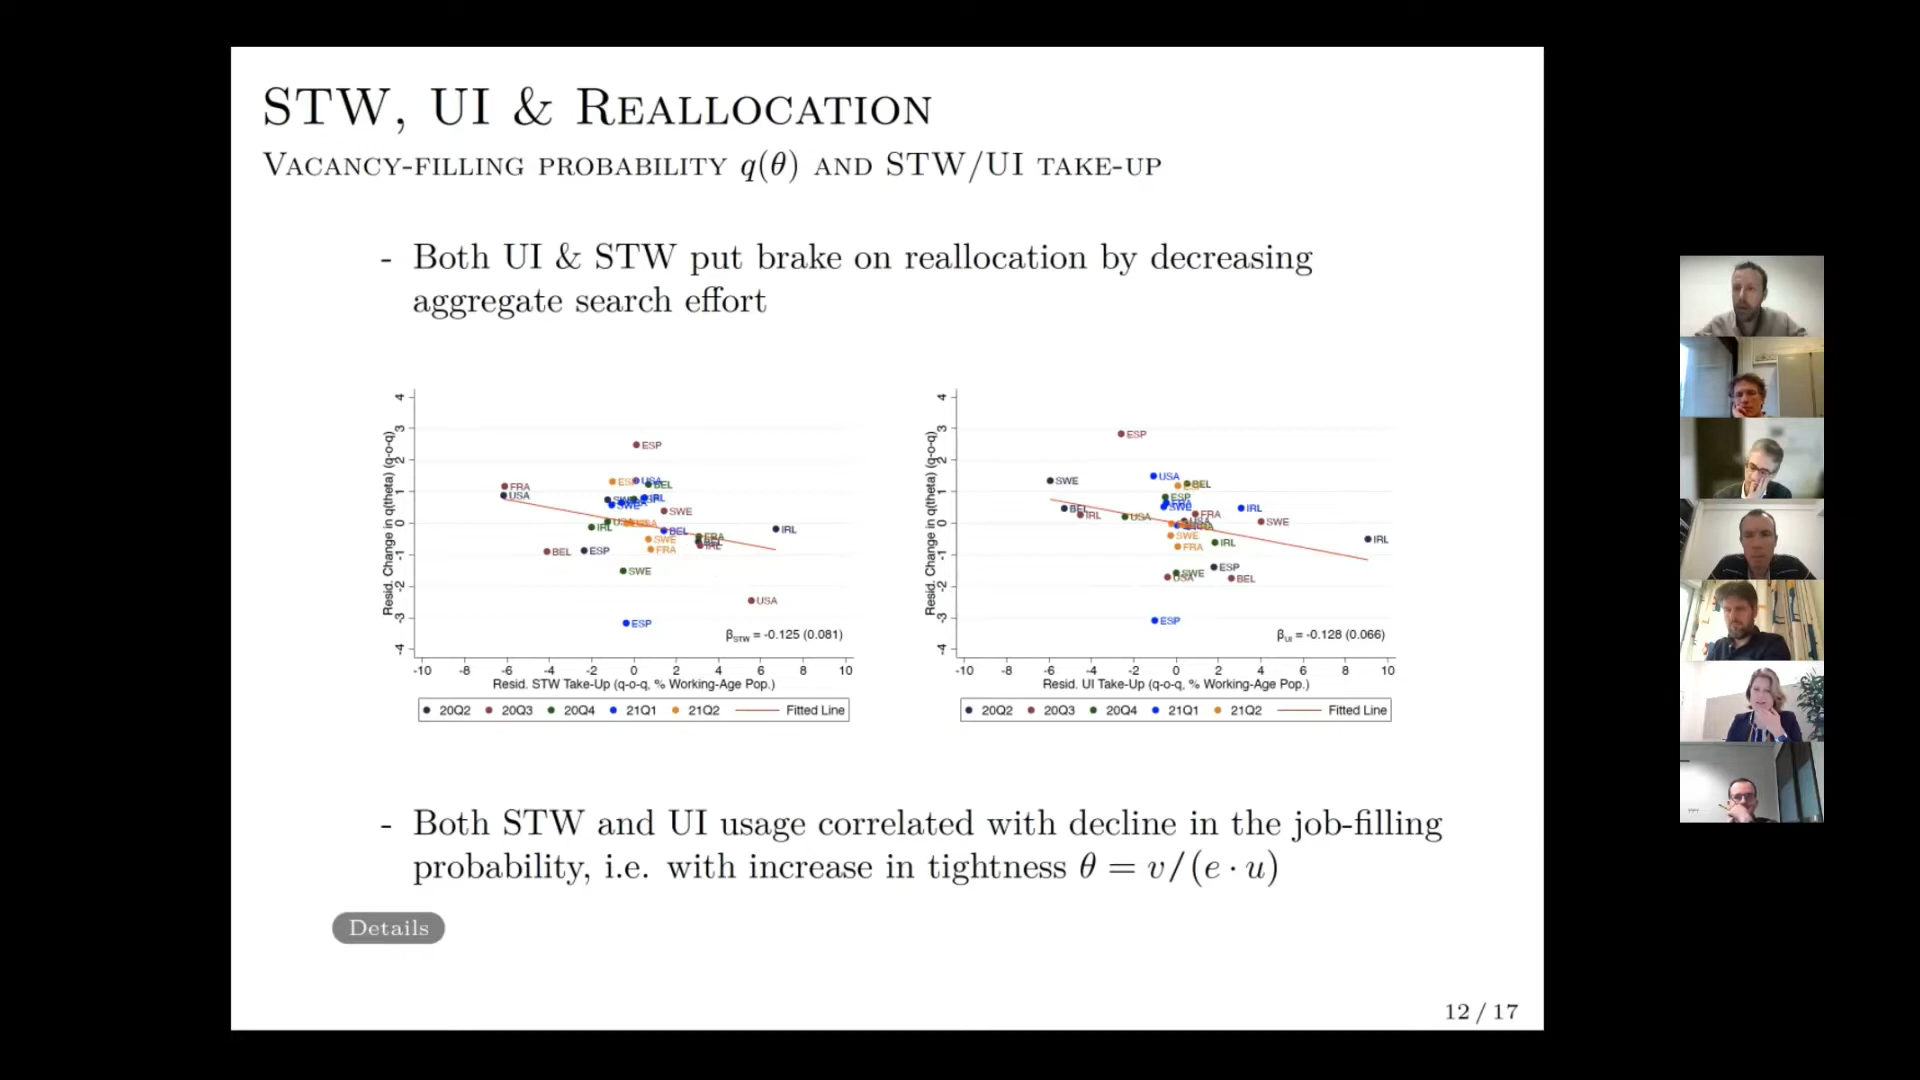 STW, UI & Reallocation
Vacancy-filling probability q(θ) and STW/UI take-up
- Both UI & STW put brake on reallocation by decreasing
aggregate search effort
Resid. Change in q(theta) (q-o-q)
4
3
2
1
0
-1
-2
-3
-4
ESP
FRA
USA
USA
BEL
SWE
IRL
IRL
BEL
ESP
BEL
SWE
FRA
SWE
USA
ESP
β_STW = -0.125 (0.081)
-10 -8 -6 -4 -2 0 2 4 6 8 10
Resid. STW Take-Up (q-o-q, % Working-Age Pop.)
20Q2 20Q3 20Q4 21Q1 21Q2 Fitted Line
Resid. Change in q(theta) (q-o-q)
4
3
2
1
0
-1
-2
-3
-4
ESP
SWE
USA
BEL
ESP
IRL
IRL
USA
FRA
SWE
SWE
FRA
IRL
IRL
ESP
SWE
USA
BEL
ESP
β_UI = -0.128 (0.066)
-10 -8 -6 -4 -2 0 2 4 6 8 10
Resid. UI Take-Up (q-o-q, % Working-Age Pop.)
20Q2 20Q3 20Q4 21Q1 21Q2 Fitted Line
- Both STW and UI usage correlated with decline in the job-filling
probability, i.e. with increase in tightness θ = v/(e · u)
Details
12 / 17